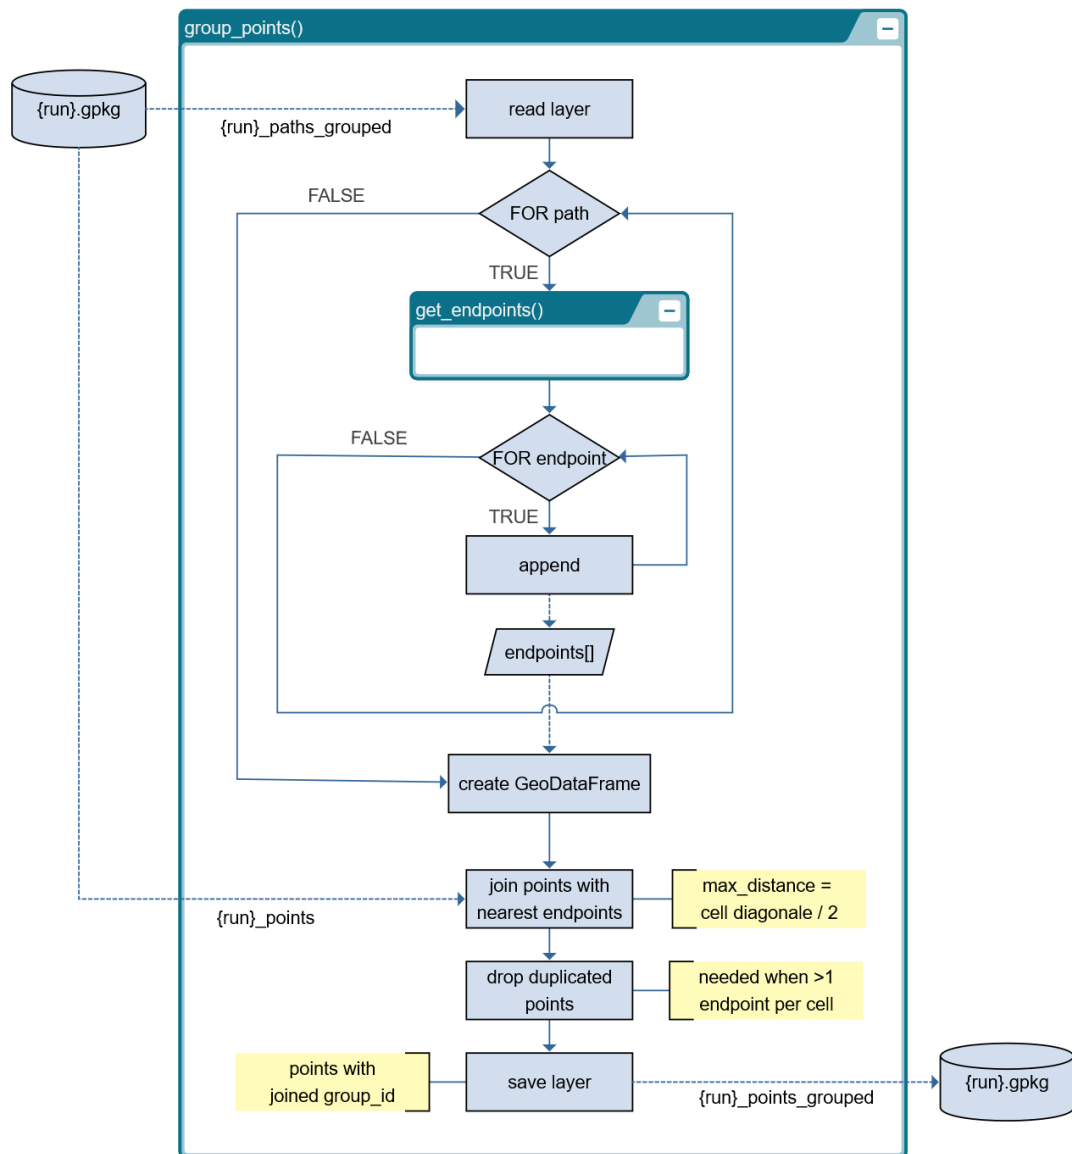 group_points()
{run}.gpkg
read layer
{run}_paths_grouped
FALSE
FOR path
TRUE
get_endpoints()
FALSE
FOR endpoint
TRUE
append
endpoints[]
create GeoDataFrame
join points with
nearest endpoints
max_distance =
cell diagonale / 2
{run}_points
drop duplicated
points
needed when >1
endpoint per cell
points with
joined group_id
save layer
{run}_points_grouped
{run}.gpkg